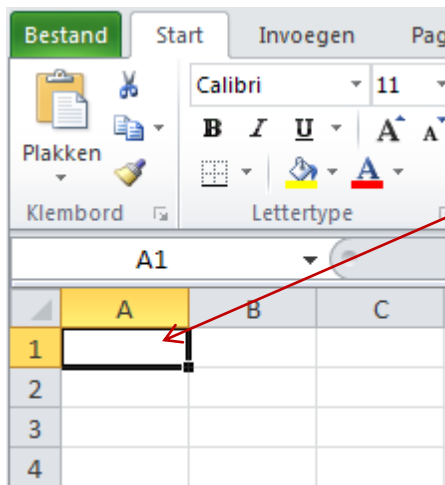 Bestand Start Invoegen Pag
Calibri 11
Plakken B I U A A
A
Klembord Lettertype
A1
A B C
1
2
3
4